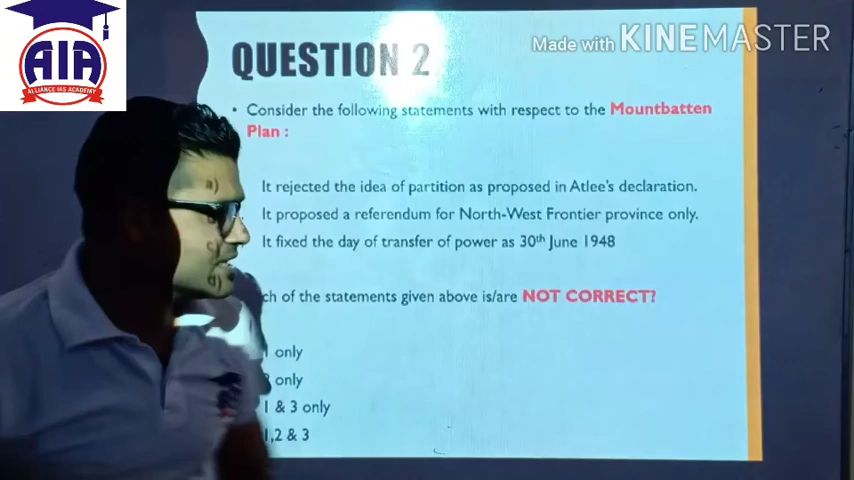 AIA
ALLIANCE IAS ACADEMY
Made with KINEMASTER
QUESTION 2
• Consider the following statements with respect to the Mountbatten
Plan :
It rejected the idea of partition as proposed in Atlee's declaration.
It proposed a referendum for North-West Frontier province only.
It fixed the day of transfer of power as 30th June 1948
of the statements given above is/are NOT CORRECT?
only
only
1 & 3 only
1,2 & 3